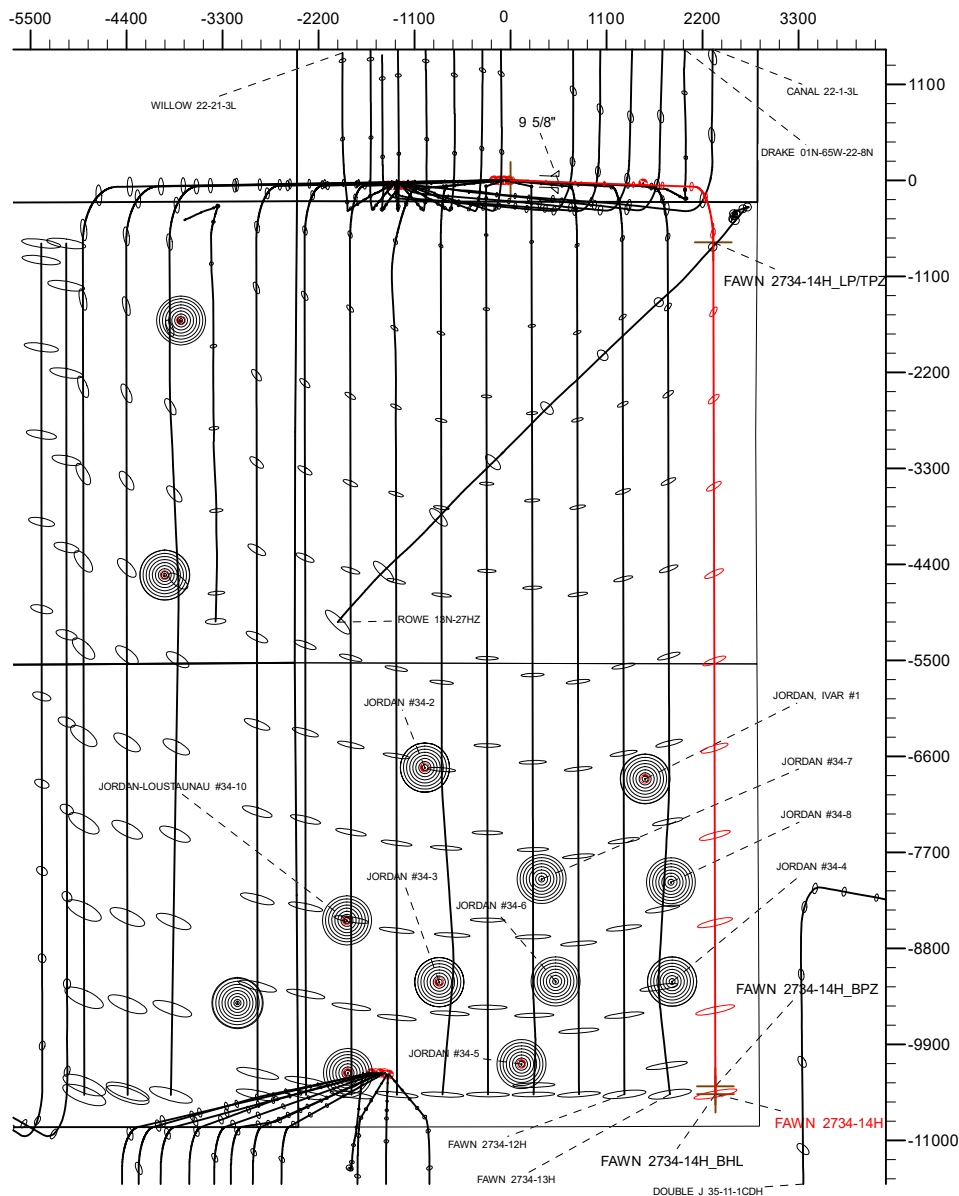 -5500 -4400 -3300 -2200 -1100 0 1100 2200 3300
1100
CANAL 22-1-3L
WILLOW 22-21-3L
9 5/8"
DRAKE 01N-65W-22-8N
0
-1100
FAWN 2734-14H_LP/TPZ
-2200
-3300
-4400
ROWE 13N-27HZ
-5500
JORDAN #34-2
JORDAN, IVAR #1
-6600
JORDAN #34-7
JORDAN-LOUSTAUNAU #34-10
JORDAN #34-8
-7700
JORDAN #34-3
JORDAN #34-4
JORDAN #34-6
-8800
FAWN 2734-14H_BPZ
-9900
JORDAN #34-5
FAWN 2734-14H
-11000
FAWN 2734-12H
FAWN 2734-14H_BHL
FAWN 2734-13H
DOUBLE J 35-11-1CDH